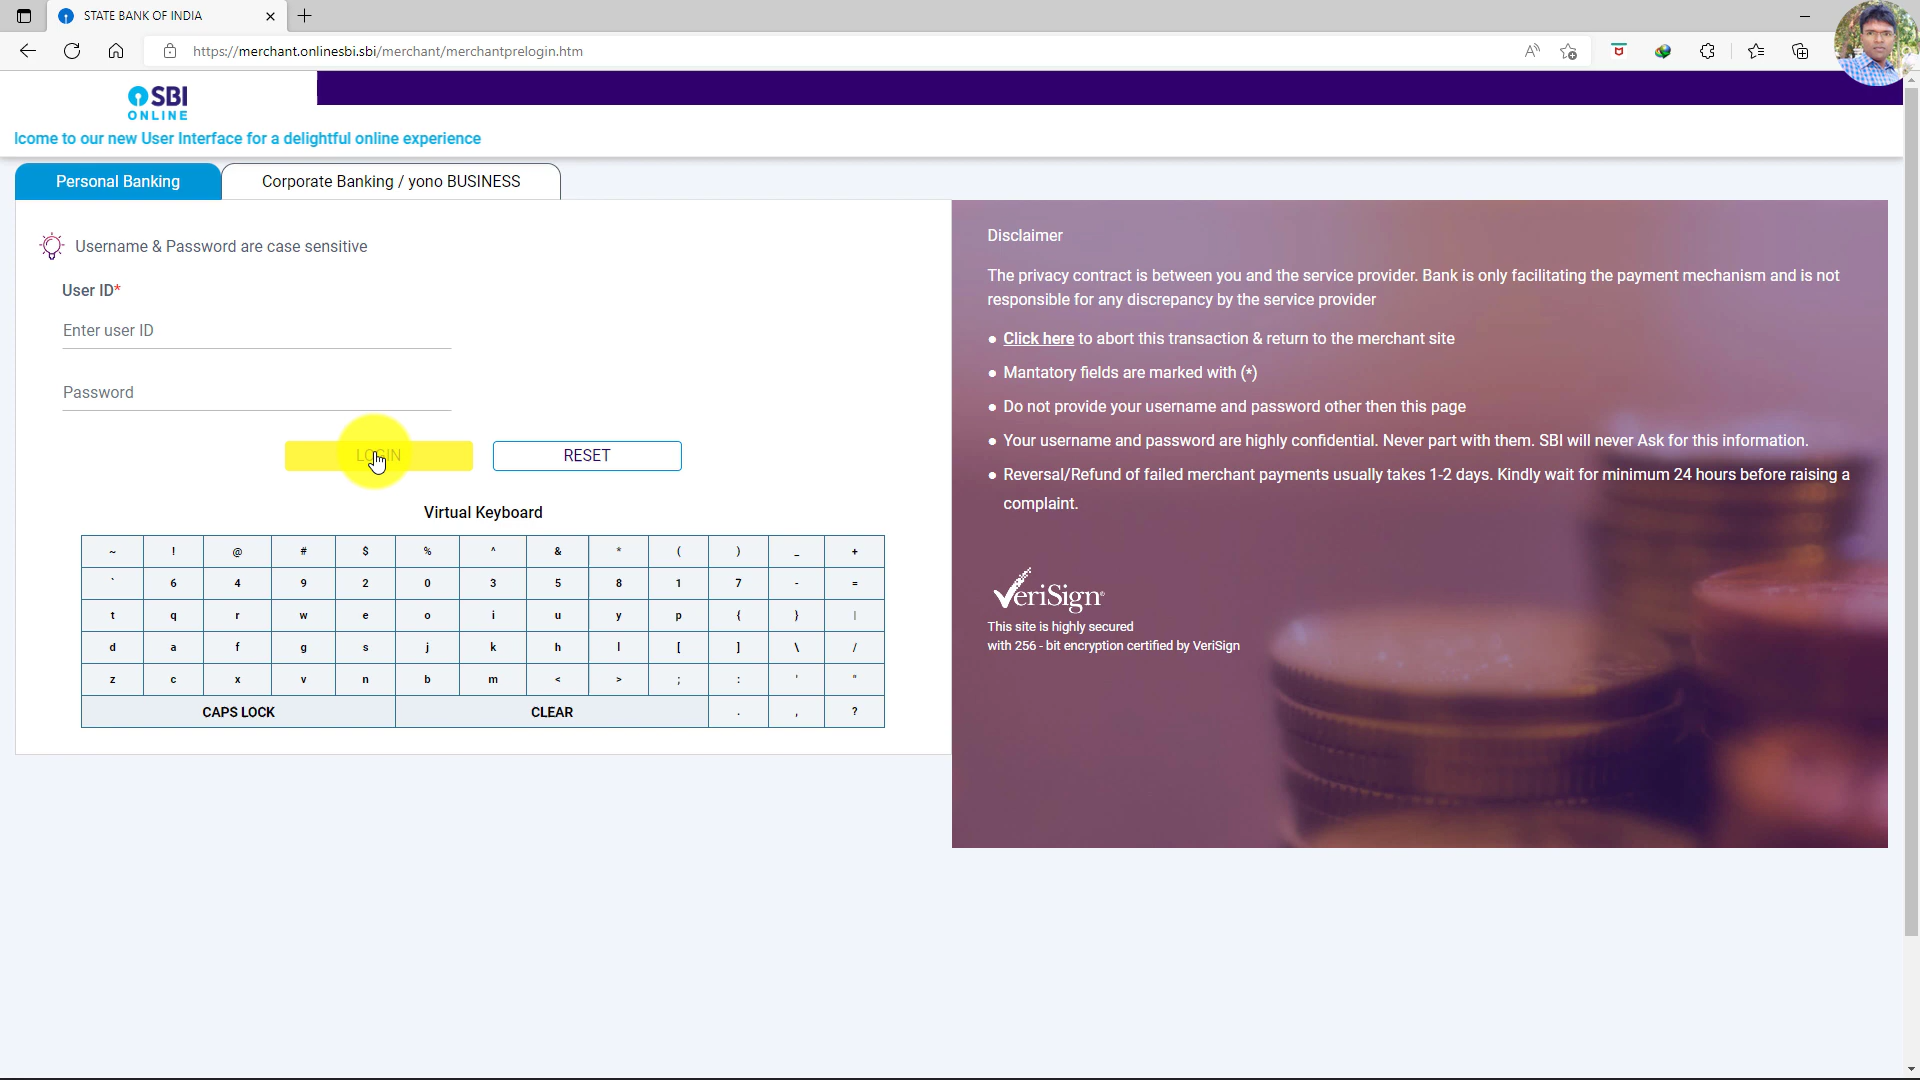 STATE BANK OF INDIA
https://merchant.onlinesbi.sbi/merchant/merchantprelogin.htm
SBI
ONLINE
lcome to our new User Interface for a delightful online experience
Personal Banking
Corporate Banking / yono BUSINESS
Username & Password are case sensitive
User ID*
Enter user ID
Password
LOGIN
RESET
Virtual Keyboard
~ ! @ # $ % ^ & * ( ) _ +
` 6 4 9 2 0 3 5 8 1 7 - =
t q r w e o i u y p { } |
d a f g s j k h l [ ] \ /
z c x v n b m < > ; : ' "
CAPS LOCK CLEAR . , ?
Disclaimer
The privacy contract is between you and the service provider. Bank is only facilitating the payment mechanism and is not
responsible for any discrepancy by the service provider
• Click here to abort this transaction & return to the merchant site
• Mantatory fields are marked with (*)
• Do not provide your username and password other then this page
• Your username and password are highly confidential. Never part with them. SBI will never Ask for this information.
• Reversal/Refund of failed merchant payments usually takes 1-2 days. Kindly wait for minimum 24 hours before raising a
complaint.
VeriSign
This site is highly secured
with 256 - bit encryption certified by VeriSign